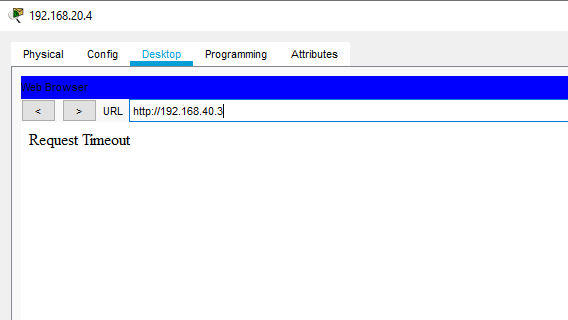 192.168.20.4
Physical Config Desktop Programming Attributes
Web Browser
< > URL http://192.168.40.3
Request Timeout